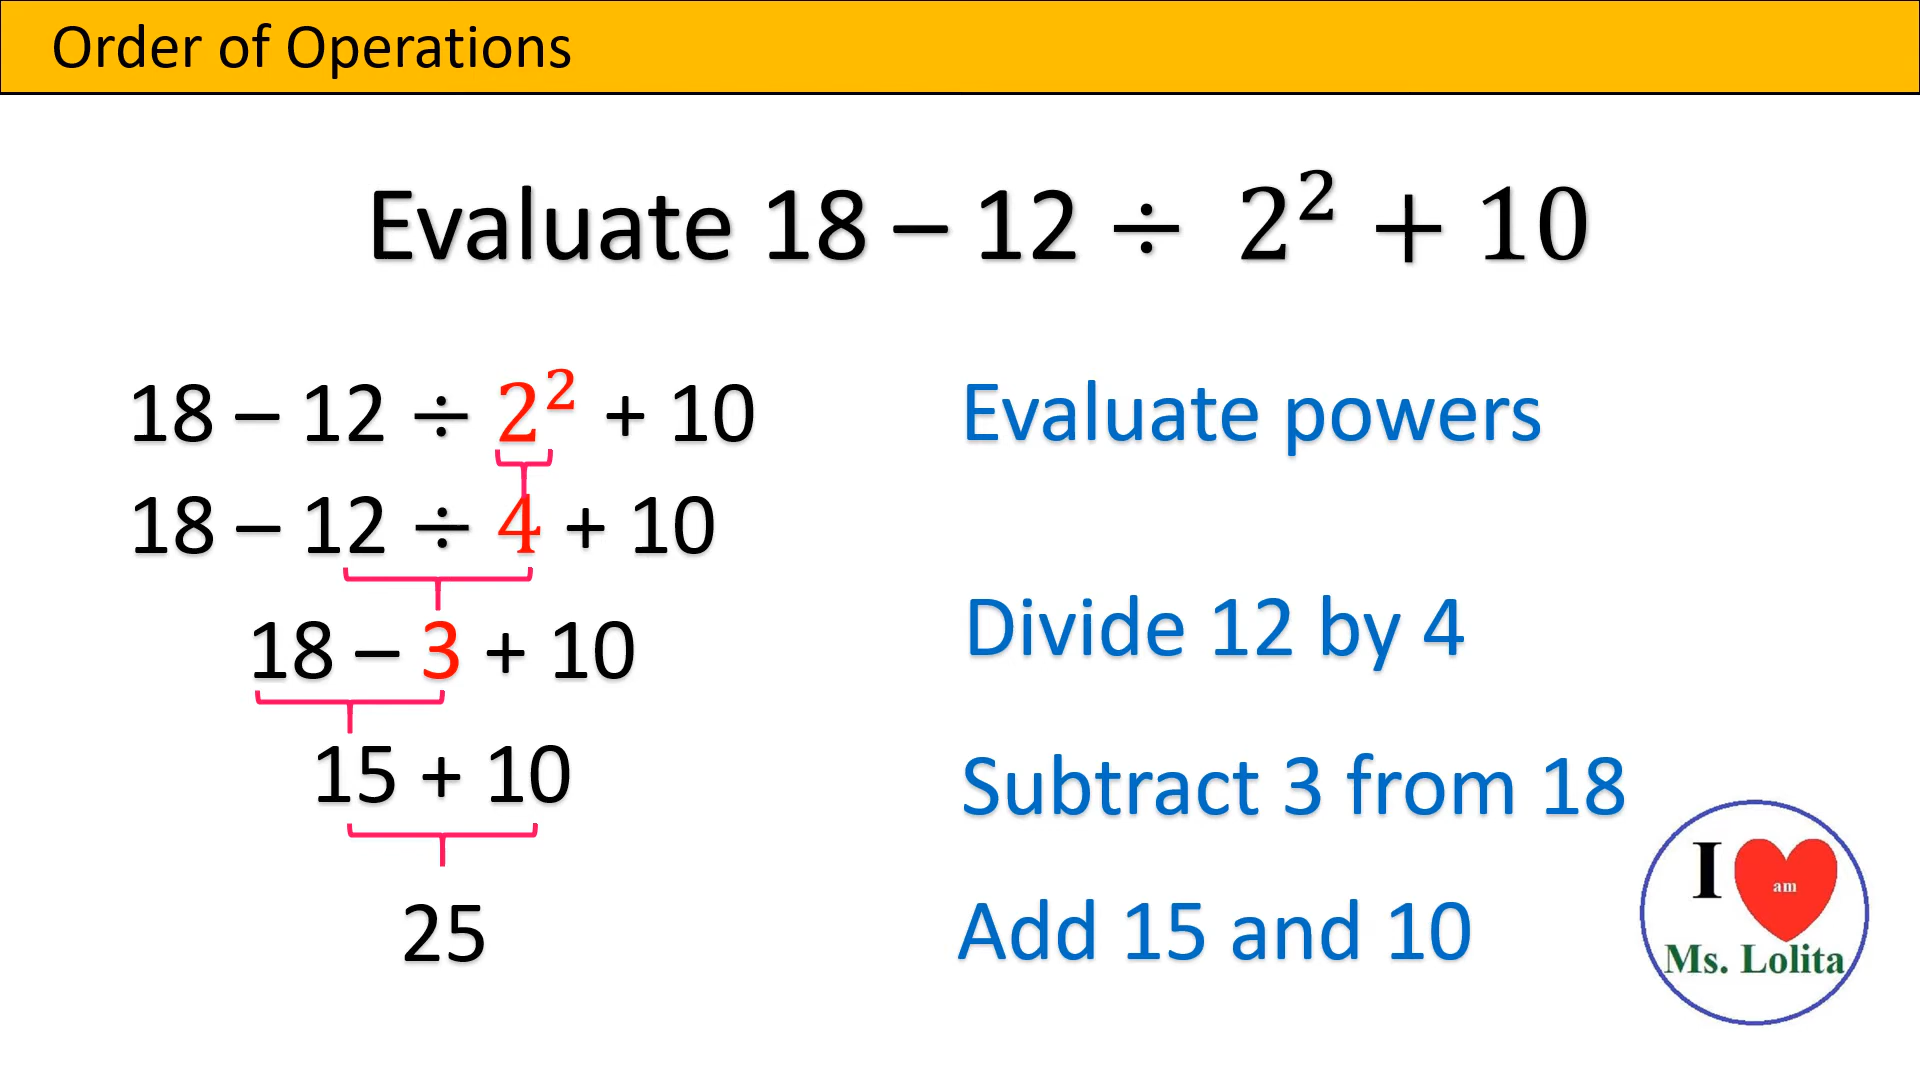 Order of Operations
Evaluate 18 – 12 ÷ 2² + 10
18 – 12 ÷ 2² + 10
Evaluate powers
18 – 12 ÷ 4 + 10
18 – 3 + 10
Divide 12 by 4
15 + 10
Subtract 3 from 18
25
Add 15 and 10
I am
Ms. Lolita